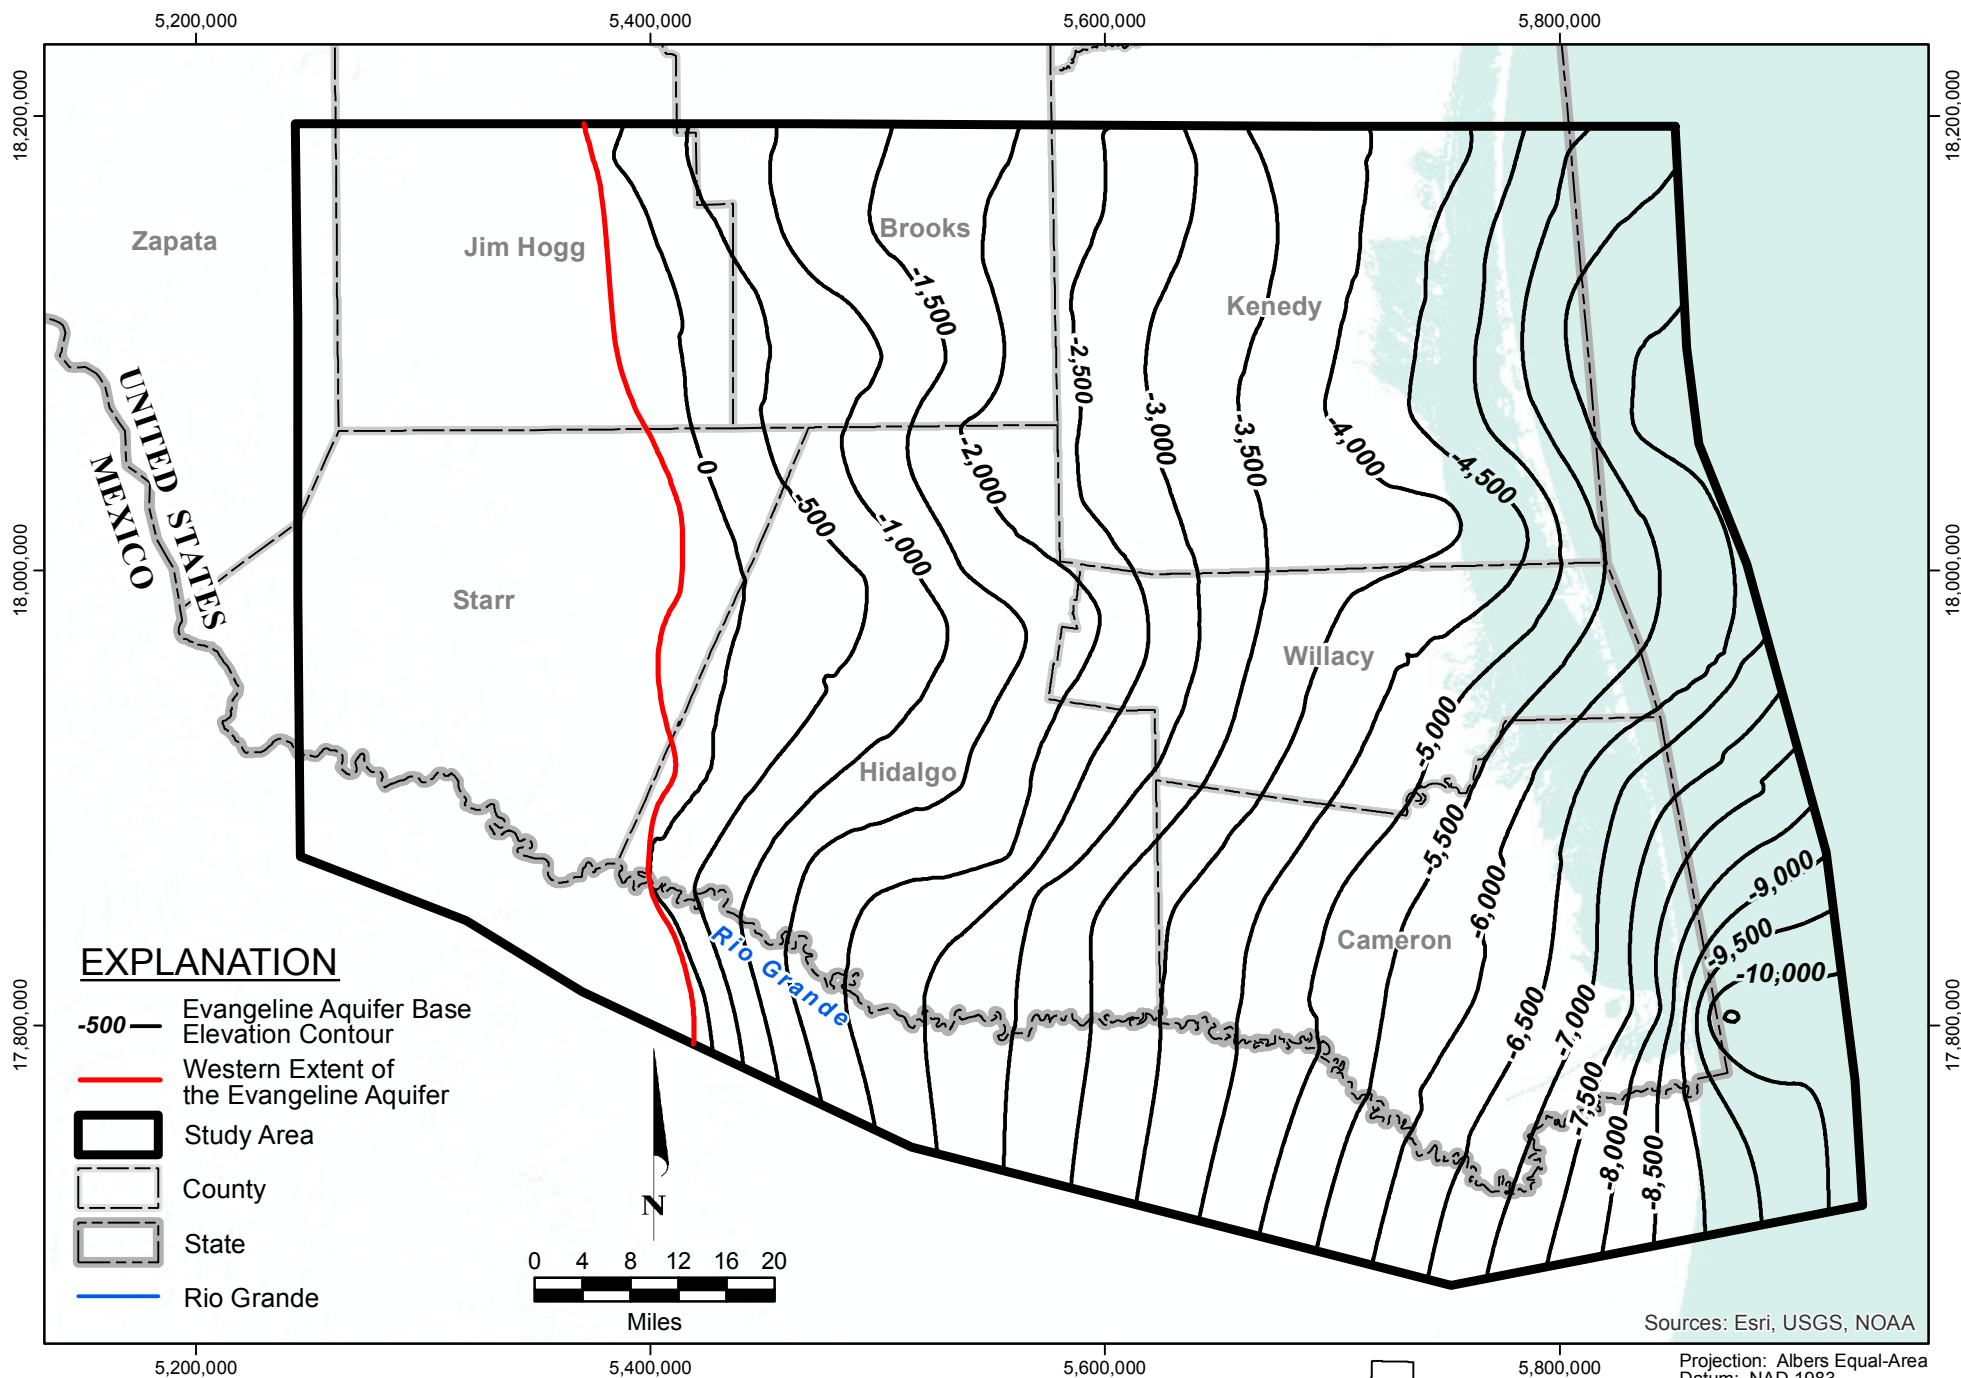 5,200,000
5,400,000
5,600,000
5,800,000
18,200,000
18,200,000
Zapata
Jim Hogg
Brooks
Kenedy
-1,500
-2,500
-3,000
-3,500
-4,000
-4,500
0
-2,000
-500
-1,000
UNITED STATES
MEXICO
18,000,000
18,000,000
Starr
Willacy
Hidalgo
-5,000
-5,500
-6,000
-9,000
-9,500
-10,000
Cameron
Rio Grande
-6,500
-7,000
-7,500
-8,000
-8,500
17,800,000
17,800,000
EXPLANATION
-500
Evangeline Aquifer Base
Elevation Contour
Western Extent of
the Evangeline Aquifer
Study Area
County
State
Rio Grande
N
0 4 8 12 16 20
Miles
Sources: Esri, USGS, NOAA
5,200,000
5,400,000
5,600,000
5,800,000
Projection: Albers Equal-Area
Datum: NAD 1983